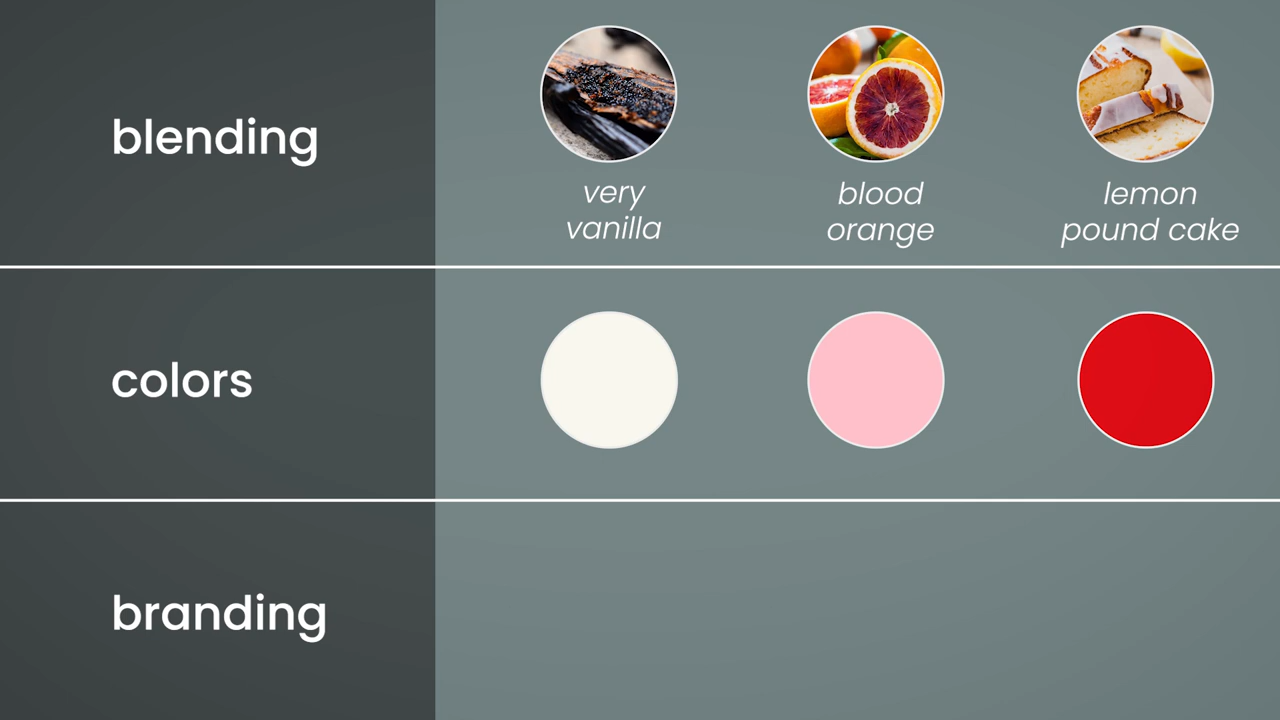 blending
very
vanilla
blood
orange
lemon
pound cake
colors
branding